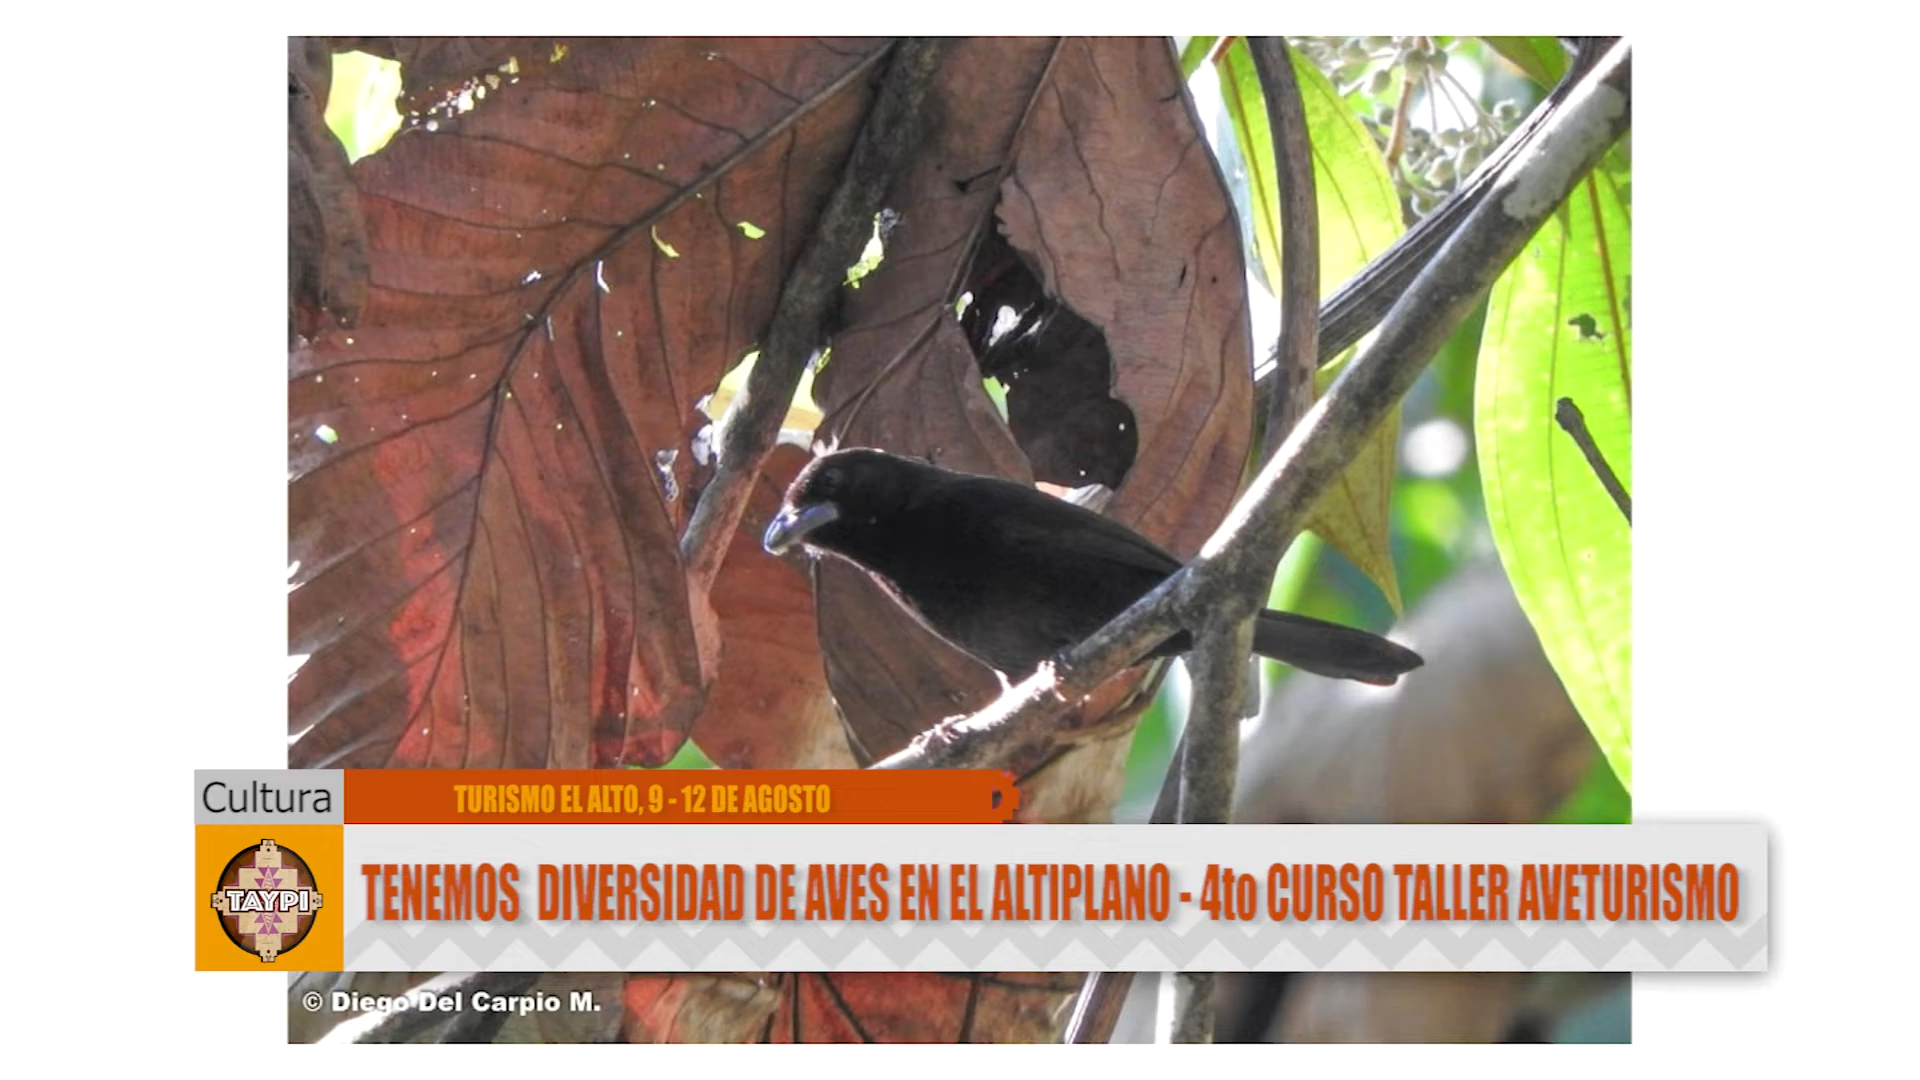 Cultura
TURISMO EL ALTO, 9 - 12 DE AGOSTO
TAYPI
TENEMOS DIVERSIDAD DE AVES EN EL ALTIPLANO - 4to CURSO TALLER AVETURISMO
© Diego Del Carpio M.